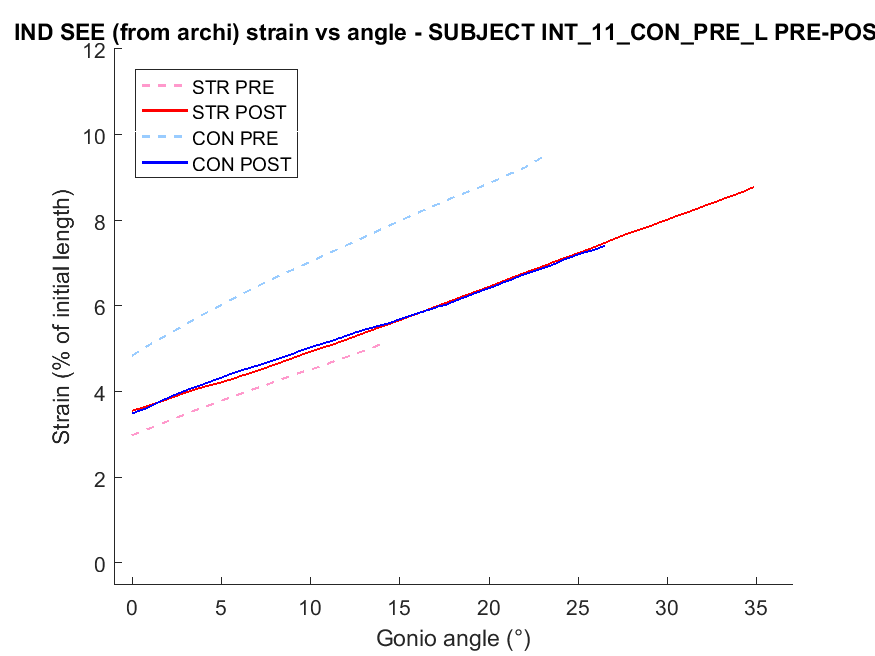 IND SEE (from archi) strain vs angle - SUBJECT INT_11_CON_PRE_L PRE-POS
12
10
8
6
4
2
0
Strain (% of initial length)
STR PRE
STR POST
CON PRE
CON POST
0 5 10 15 20 25 30 35
Gonio angle (°)